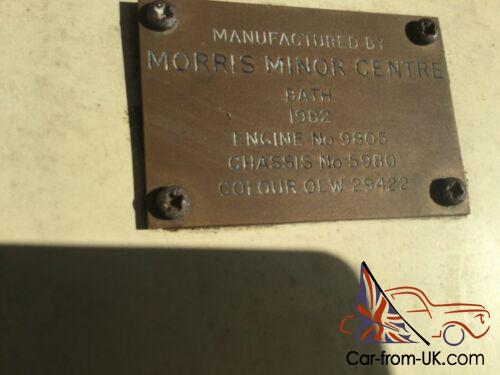 MANUFACTURED BY
MORRIS MINOR CENTRE
BATH
1982
ENGINE No 9805
CHASSIS No 5980
COLOUR OEW 29422
Car-from-UK.com